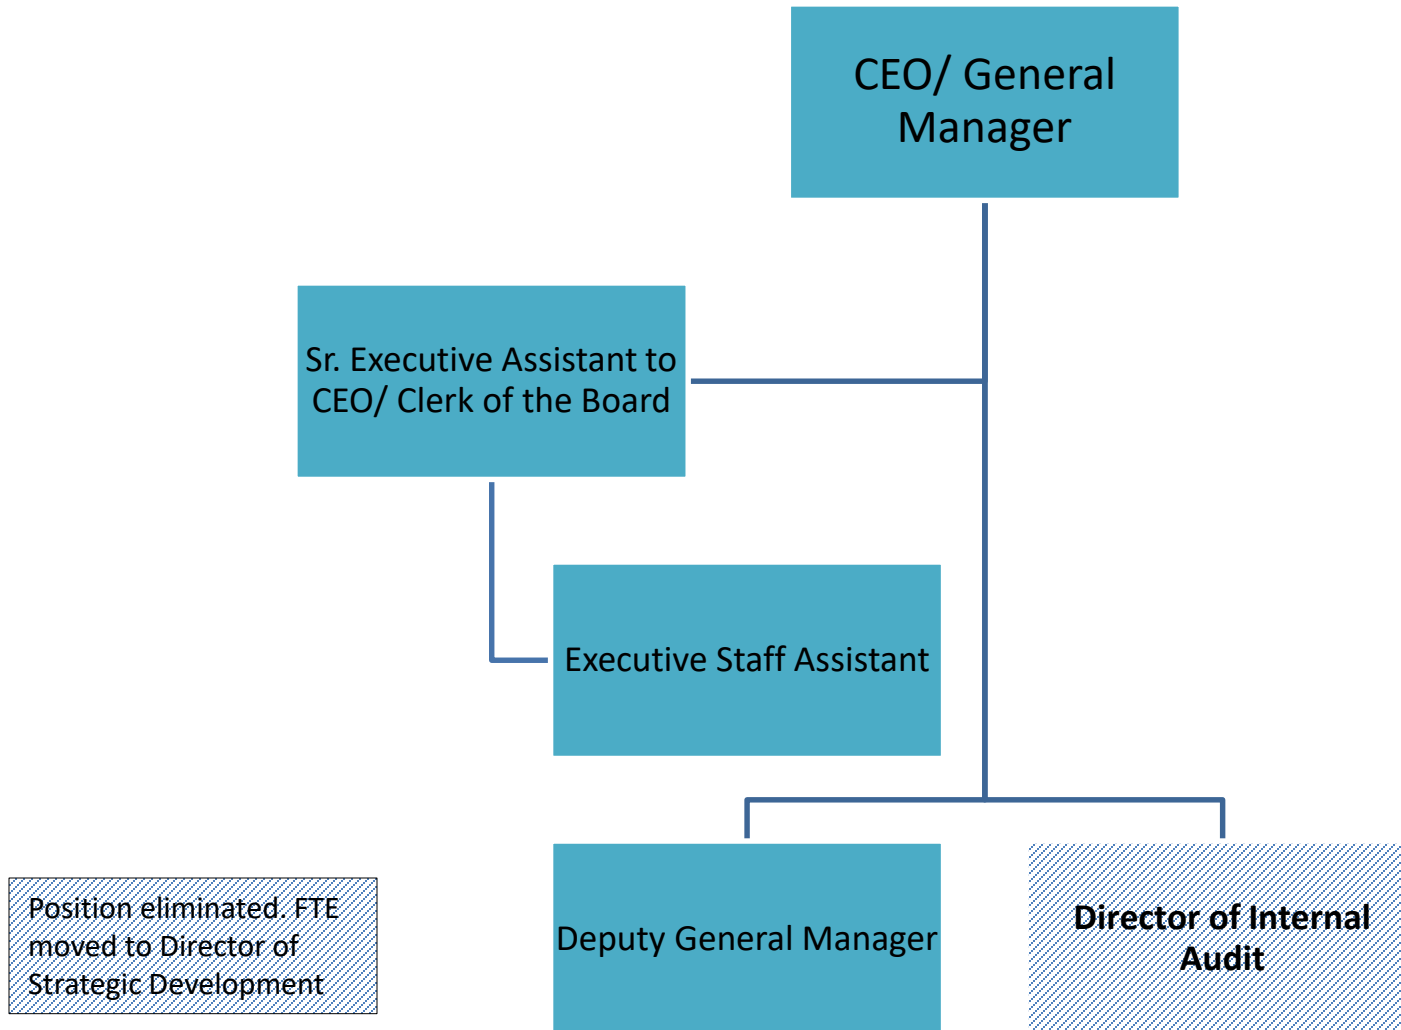 CEO/ General
Manager
Sr. Executive Assistant to
CEO/ Clerk of the Board
Executive Staff Assistant
Deputy General Manager
Director of Internal
Audit
Position eliminated. FTE
moved to Director of
Strategic Development